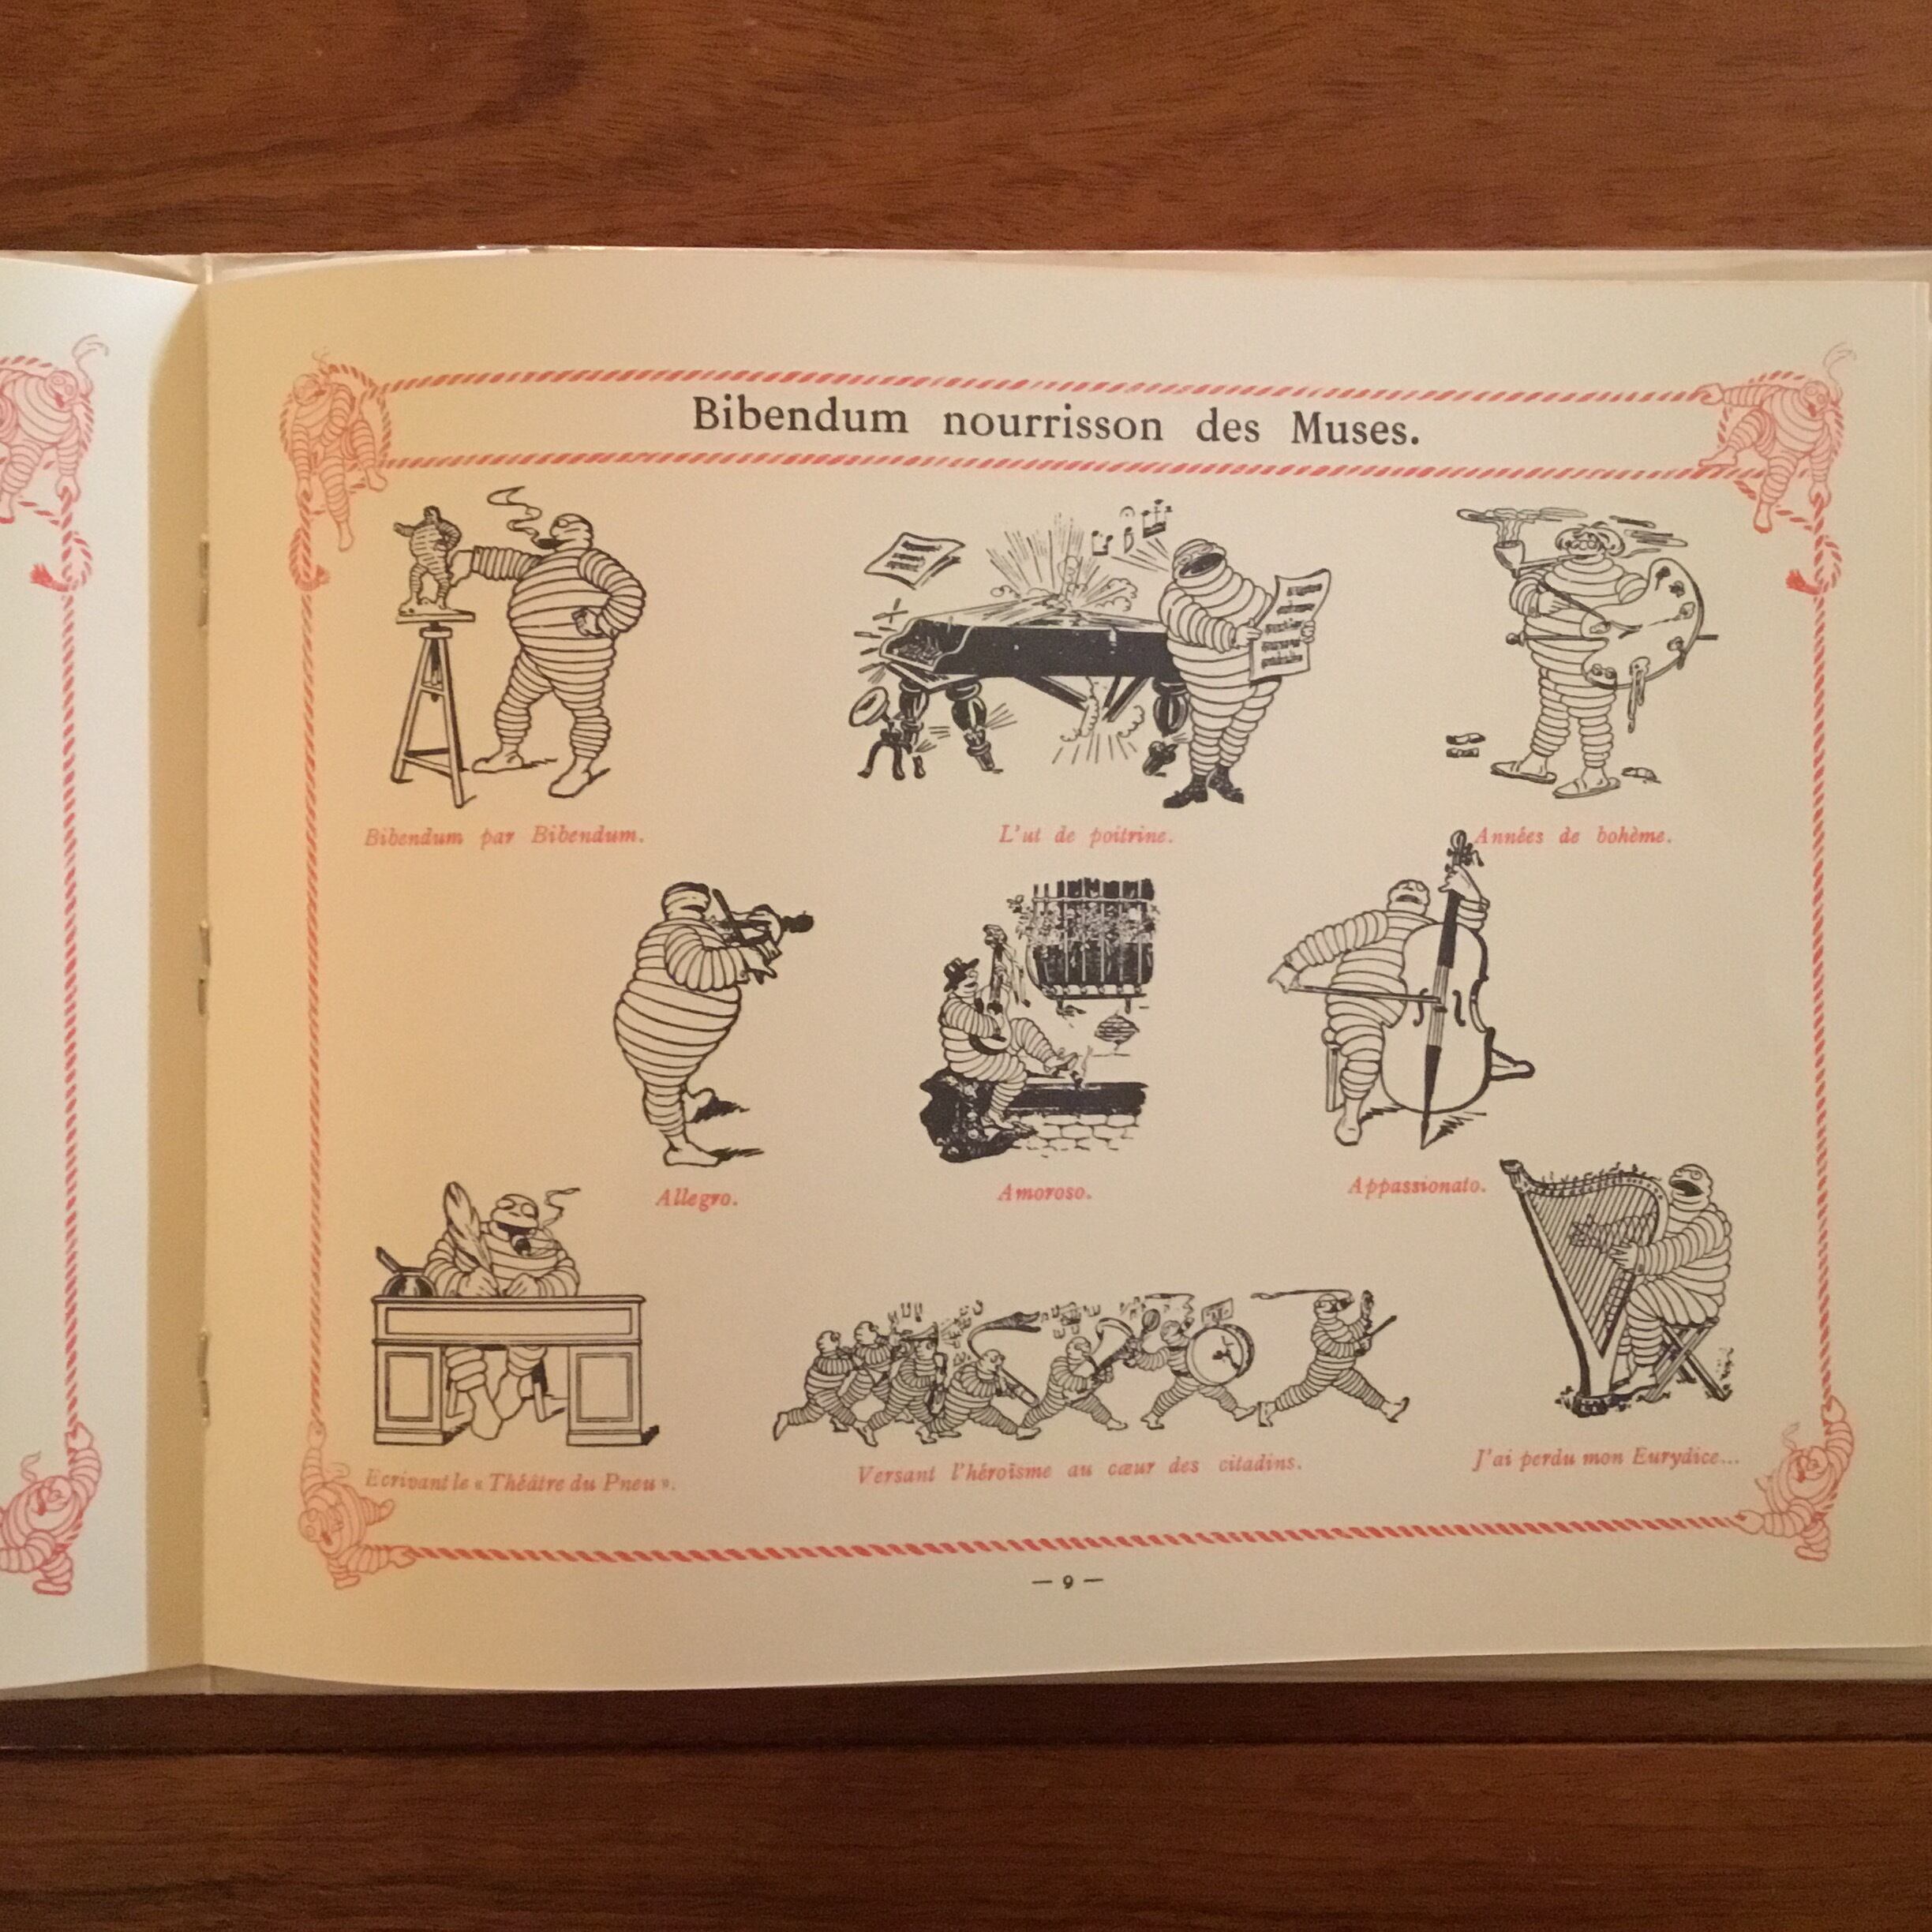 Bibendum nourrisson des Muses.
Bibendum par Bibendum.
L'ut de poitrine.
Années de bohème.
Allegro.
Amoroso.
Appassionato.
Ecrivant le « Théâtre du Pneu ».
Versant l'héroïsme au cœur des citadins.
J'ai perdu mon Eurydice...
— 9 —